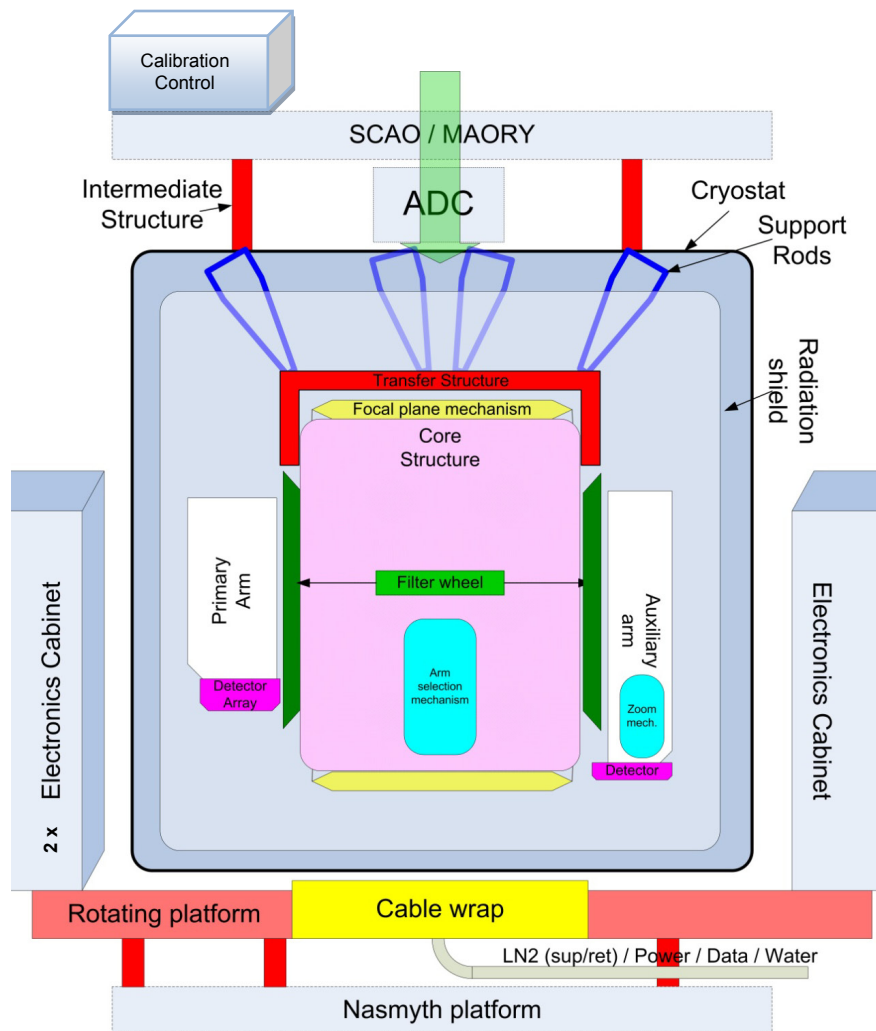 Calibration
Control
SCAO / MAORY
Intermediate
Structure
ADC
Cryostat
Support
Rods
Radiation
shield
Transfer Structure
Focal plane mechanism
Core
Structure
Primary
Arm
Filter wheel
Auxiliary
arm
Arm
selection
mechanism
Zoom
mech.
Detector
Array
Detector
2 x Electronics Cabinet
Electronics Cabinet
Rotating platform
Cable wrap
LN2 (sup/ret) / Power / Data / Water
Nasmyth platform